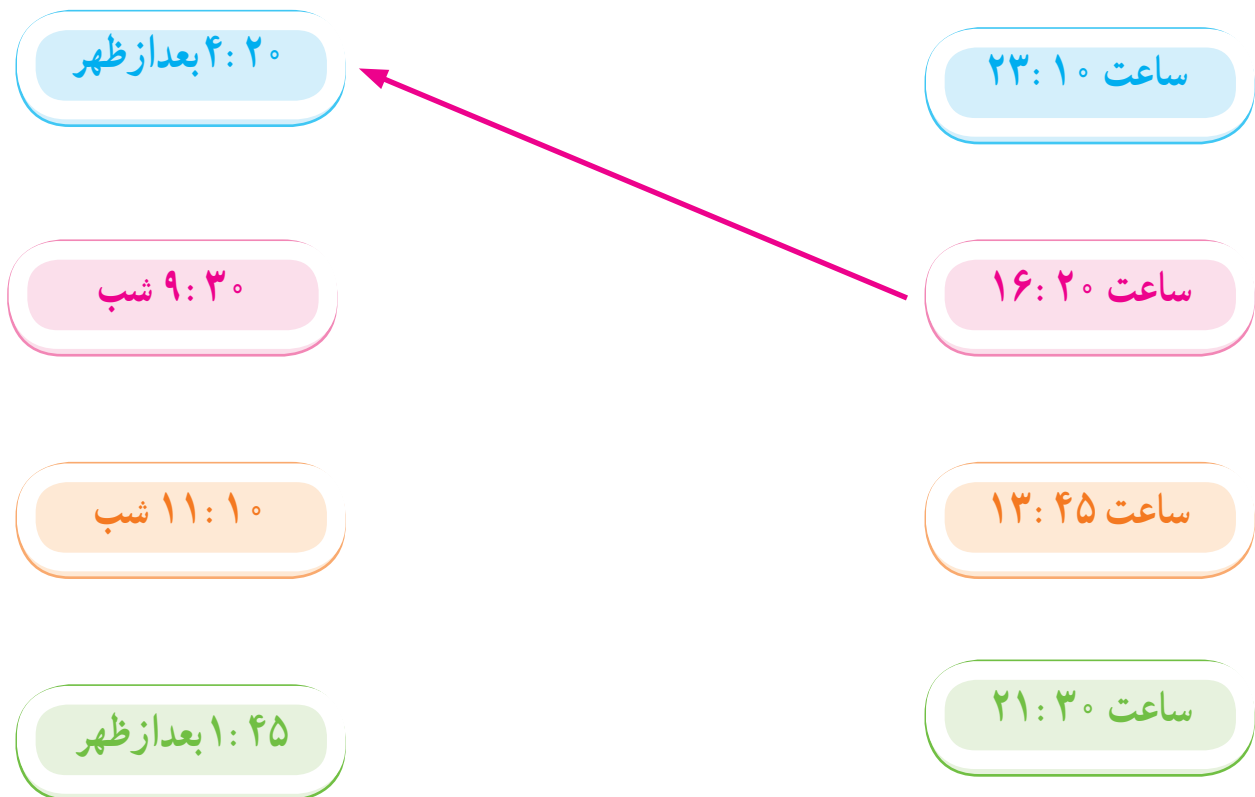 ساعت ۲۳:۱۰
۴:۲۰ بعدازظهر
ساعت ۱۶:۲۰
۹:۳۰ شب
ساعت ۱۳:۴۵
۱۱:۱۰ شب
ساعت ۲۱:۳۰
۱:۴۵ بعدازظهر